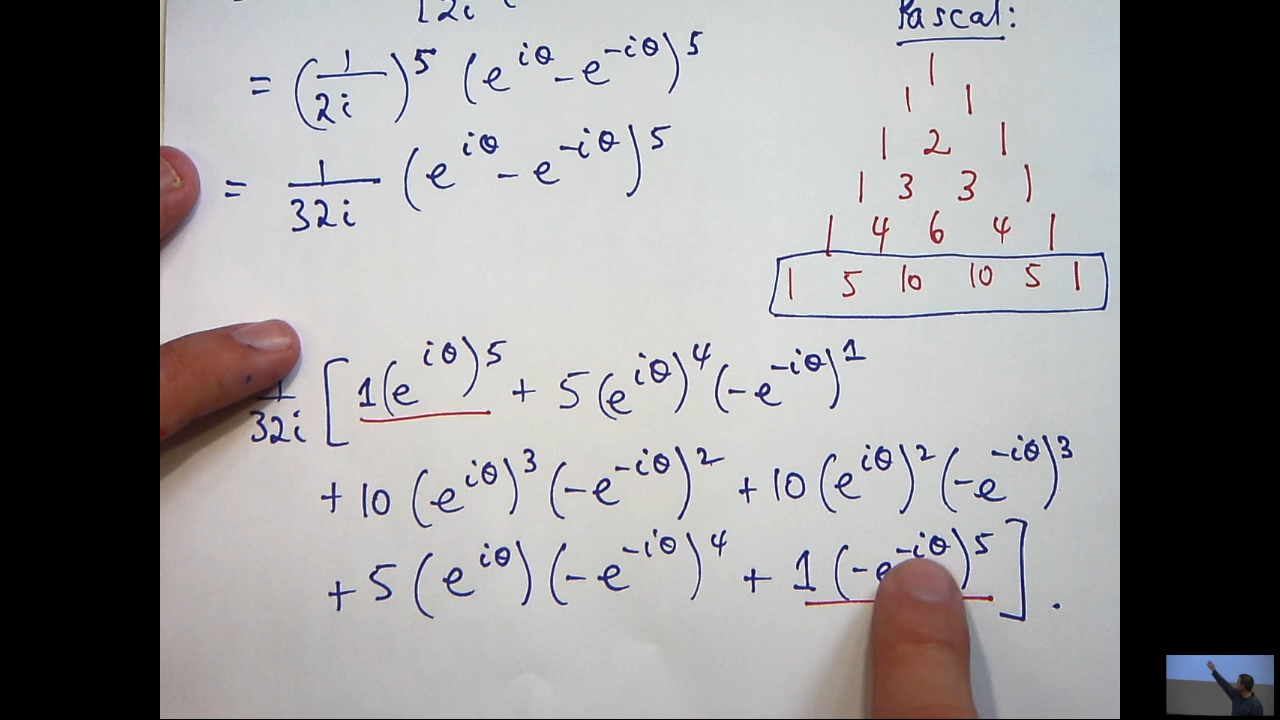 [2i
= (1/2i)^5 (e^{iθ} - e^{-iθ})^5
= 1/32i (e^{iθ} - e^{-iθ})^5
Pascal:
1
1 1
1 2 1
1 3 3 1
1 4 6 4 1
1 5 10 10 5 1
1/32i [1(e^{iθ})^5 + 5(e^{iθ})^4(-e^{-iθ})^1
+ 10(e^{iθ})^3(-e^{-iθ})^2 + 10(e^{iθ})^2(-e^{-iθ})^3
+ 5(e^{iθ})(-e^{-iθ})^4 + 1(-e^{-iθ})^5].